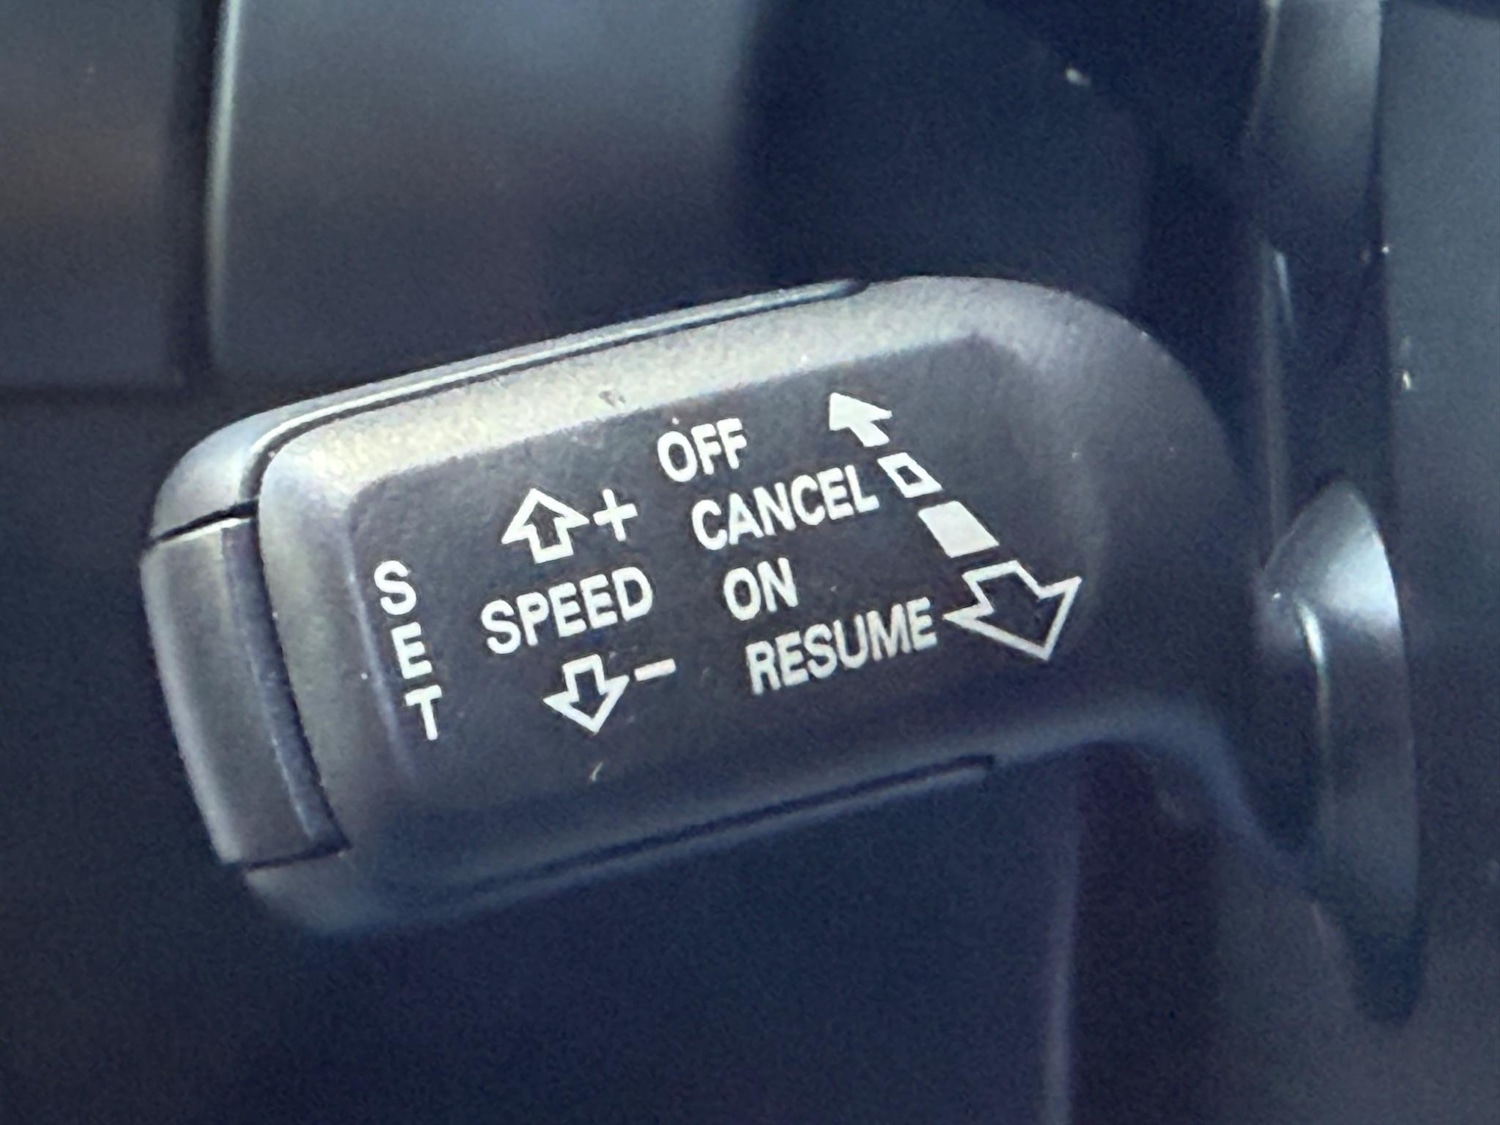 OFF
+ CANCEL
SET SPEED ON
- RESUME